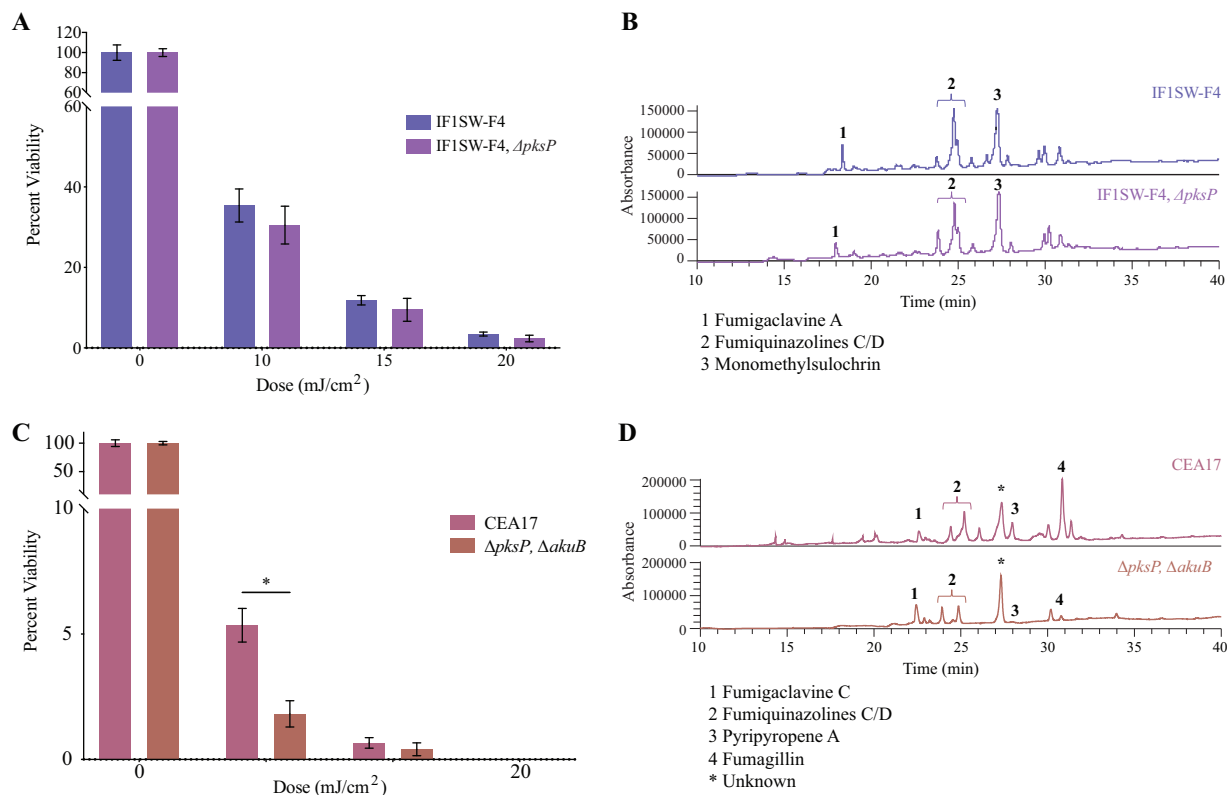 A
120
100
80
60
60
40
20
0
Percent Viability
IF1SW-F4
IF1SW-F4, ΔpksP
0 10 15 20
Dose (mJ/cm²)
B
IF1SW-F4
150000
100000
50000
0
1 2 3
IF1SW-F4, ΔpksP
150000
100000
50000
0
1 2 3
Absorbance
10 15 20 25 30 35 40
Time (min)
1 Fumigaclavine A
2 Fumiquinazolines C/D
3 Monomethylsulochrin
C
100
50
10
5
0
Percent Viability
*
CEA17
ΔpksP, ΔakuB
0 20
Dose (mJ/cm²)
D
CEA17
200000
100000
0
1 2 * 3 4
ΔpksP, ΔakuB
200000
100000
0
1 2 * 3 4
Absorbance
10 15 20 25 30 35 40
Time (min)
1 Fumigaclavine C
2 Fumiquinazolines C/D
3 Pyripyropene A
4 Fumagillin
* Unknown